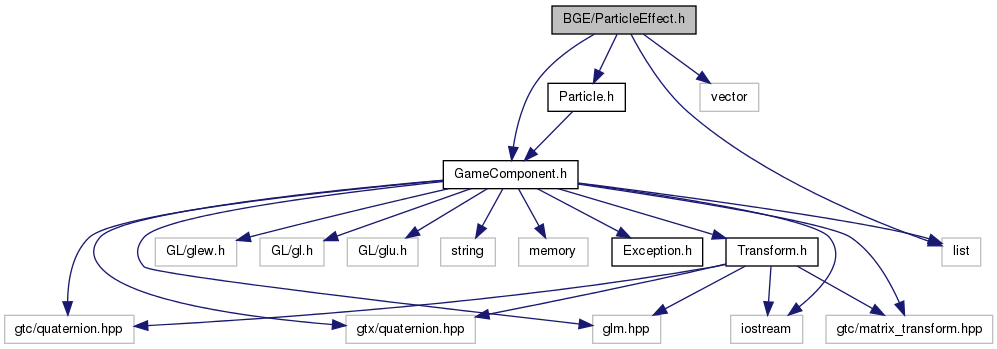 BGE/ParticleEffect.h
Particle.h
vector
GameComponent.h
GL/glew.h
GL/gl.h
GL/glu.h
string
memory
Exception.h
Transform.h
list
gtc/quaternion.hpp
gtx/quaternion.hpp
glm.hpp
iostream
gtc/matrix_transform.hpp